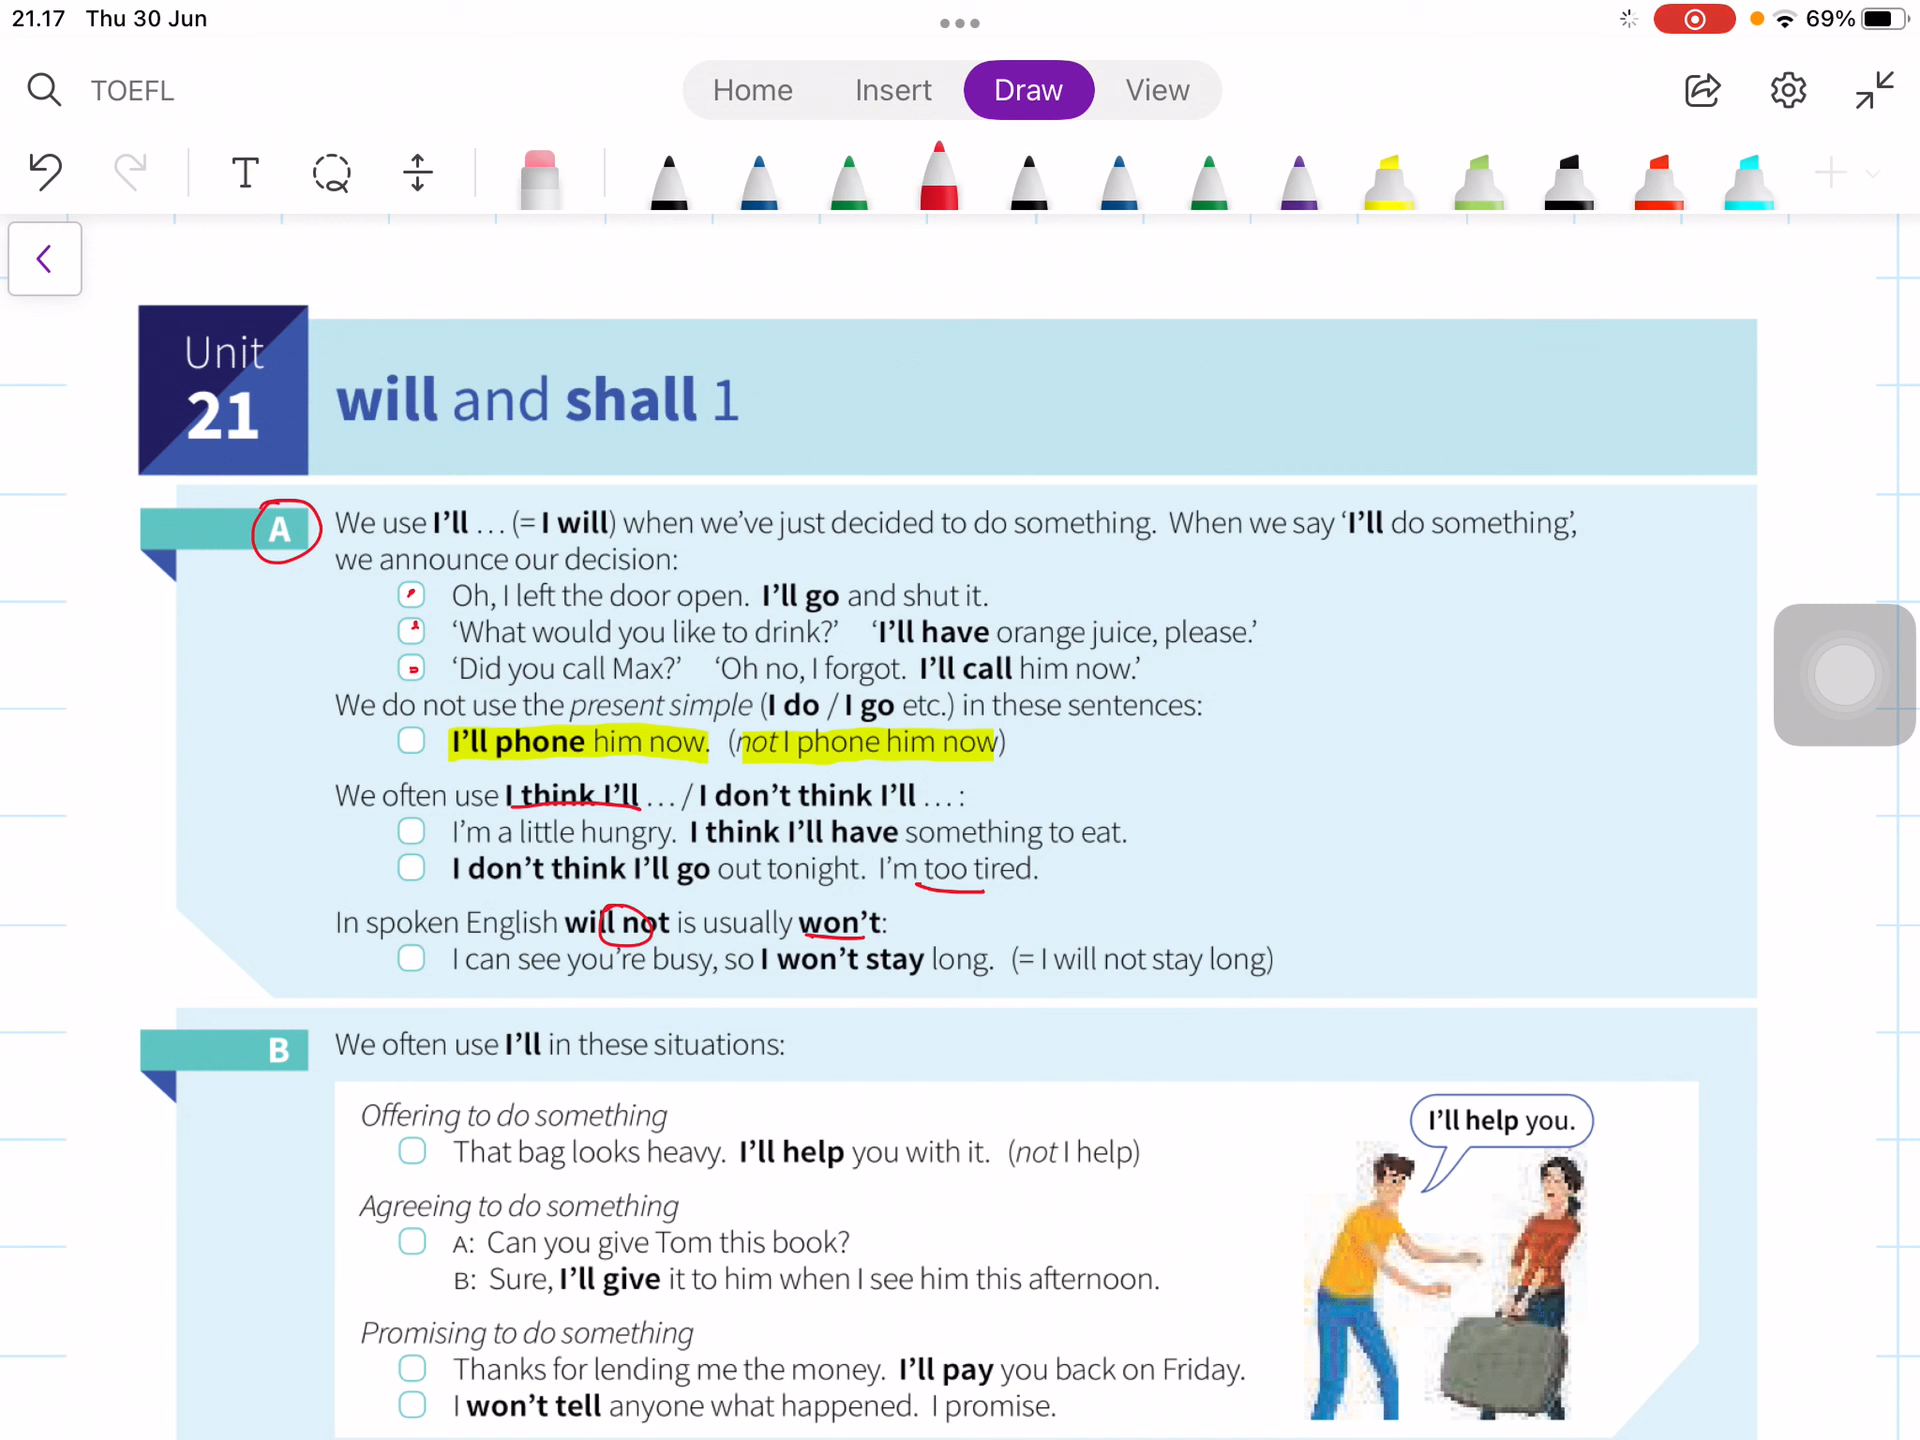 21.17 Thu 30 Jun
69%
TOEFL
Home Insert Draw View
T
Unit
21
will and shall 1
A
We use I'll … (= I will) when we've just decided to do something. When we say ‘I'll do something’,
we announce our decision:
Oh, I left the door open. I'll go and shut it.
‘What would you like to drink?’ ‘I'll have orange juice, please.’
‘Did you call Max?’ ‘Oh no, I forgot. I'll call him now.’
We do not use the present simple (I do / I go etc.) in these sentences:
I'll phone him now. (not I phone him now)
We often use I think I'll … / I don't think I'll … :
I'm a little hungry. I think I'll have something to eat.
I don't think I'll go out tonight. I'm too tired.
In spoken English will not is usually won't:
I can see you're busy, so I won't stay long. (= I will not stay long)
B
We often use I'll in these situations:
Offering to do something
That bag looks heavy. I'll help you with it. (not I help)
I'll help you.
Agreeing to do something
A: Can you give Tom this book?
B: Sure, I'll give it to him when I see him this afternoon.
Promising to do something
Thanks for lending me the money. I'll pay you back on Friday.
I won't tell anyone what happened. I promise.